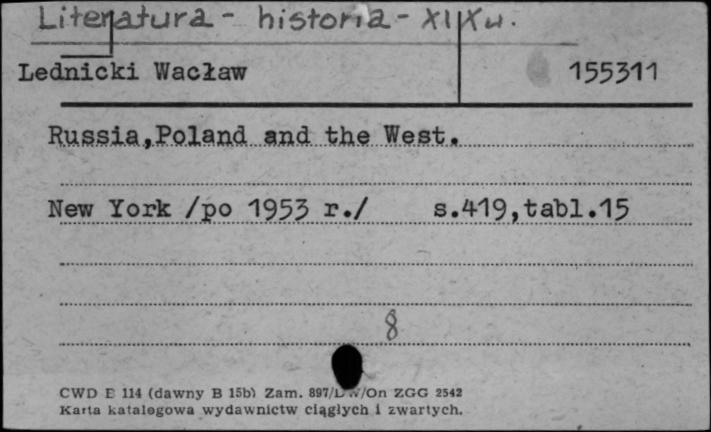 Literatura - historia - XIX w.
Lednicki Wacław 155311
Russia,Poland and the West.
New York /po 1953 r./ s.419,tabl.15
8
CWD E 114 (dawny B 15b) Zam. 897/ /On ZGG 2542
Karta katalogowa wydawnictw ciągłych i zwartych.